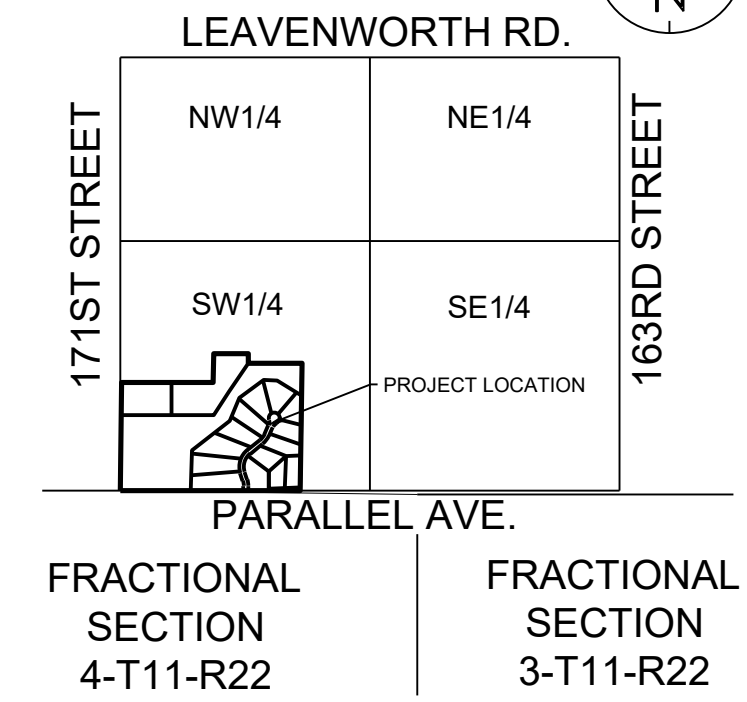 N
LEAVENWORTH RD.
171ST STREET
NW1/4
NE1/4
163RD STREET
SW1/4
SE1/4
PROJECT LOCATION
PARALLEL AVE.
FRACTIONAL
SECTION
4-T11-R22
FRACTIONAL
SECTION
3-T11-R22